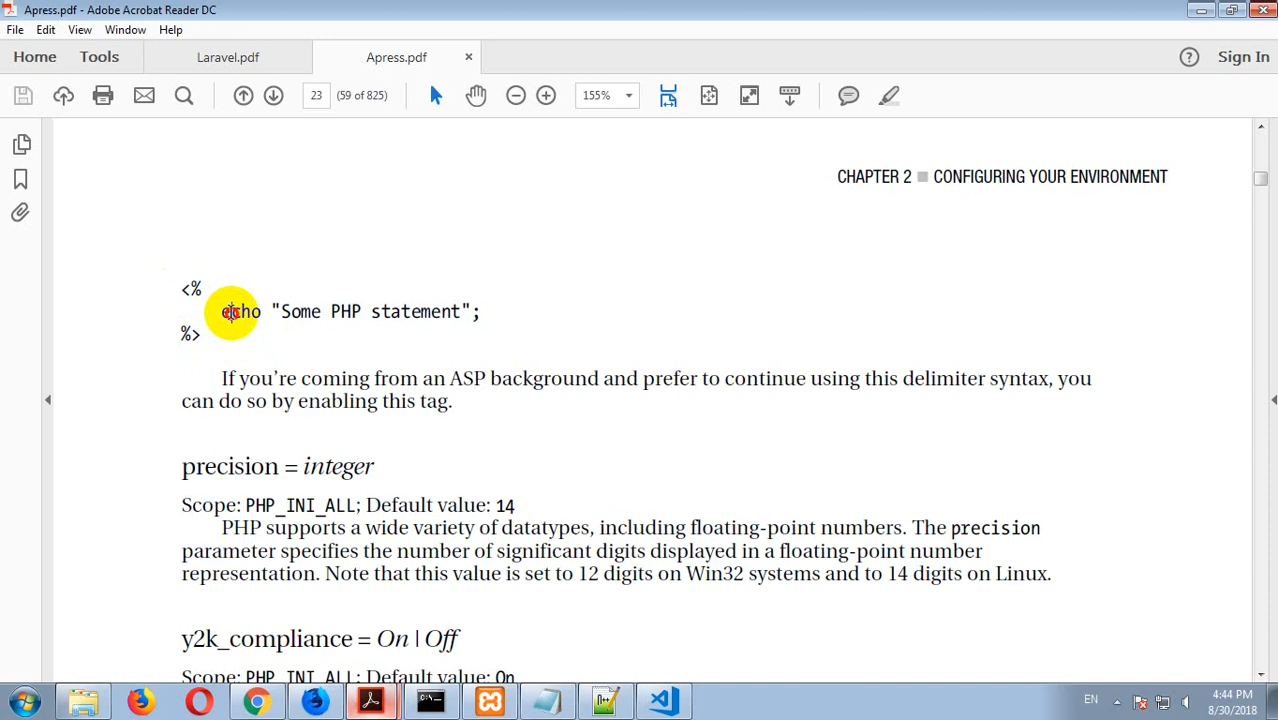 Apress.pdf - Adobe Acrobat Reader DC
File Edit View Window Help
Home Tools Laravel.pdf Apress.pdf × ? Sign In
23 (59 of 825) 155%
CHAPTER 2 ■ CONFIGURING YOUR ENVIRONMENT
<%
echo "Some PHP statement";
%>
If you’re coming from an ASP background and prefer to continue using this delimiter syntax, you
can do so by enabling this tag.
precision = integer
Scope: PHP_INI_ALL; Default value: 14
PHP supports a wide variety of datatypes, including floating-point numbers. The precision
parameter specifies the number of significant digits displayed in a floating-point number
representation. Note that this value is set to 12 digits on Win32 systems and to 14 digits on Linux.
y2k_compliance = On | Off
Scope: PHP_INI_ALL; Default value: On
EN 4:44 PM
8/30/2018